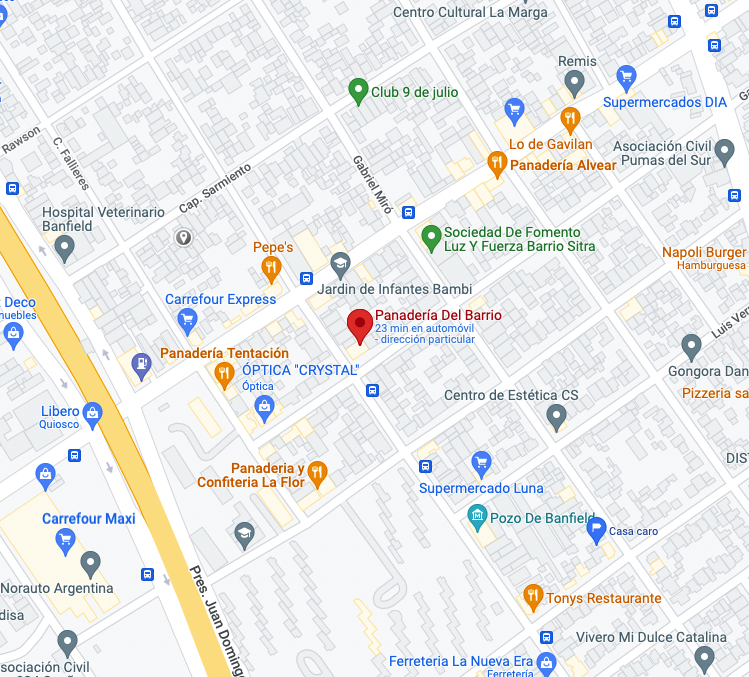 Centro Cultural La Marga
Remis
Club 9 de julio
Supermercados DIA
Rawson
C. Fallieres
Lo de Gavilan
Asociación Civil
Pumas del Sur
Panadería Alvear
Gabriel Miró
Cap. Sarmiento
Hospital Veterinario
Banfield
Sociedad De Fomento
Luz Y Fuerza Barrio Sitra
Pepe's
Napoli Burger
Hamburguesa
Jardin de Infantes Bambi
Carrefour Express
Deco
muebles
Panadería Del Barrio
23 min en automóvil
- dirección particular
Luis Ver
Panadería Tentación
ÓPTICA "CRYSTAL"
Óptica
Gongora Dan
Pizzeria sa
Centro de Estética CS
Libero
Quiosco
DIST
Panaderia y
Confiteria La Flor
Supermercado Luna
Carrefour Maxi
Pozo De Banfield
Casa caro
Norauto Argentina
Pres. Juan Doming
Tonys Restaurante
disa
Vivero Mi Dulce Catalina
sociación Civil
Ferreteria La Nueva Era
Ferretería